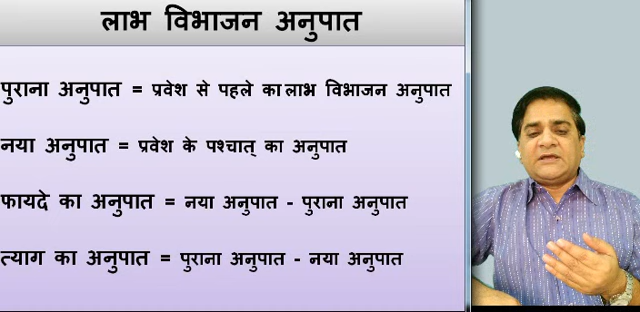 लाभ विभाजन अनुपात
पुराना अनुपात = प्रवेश से पहले का लाभ विभाजन अनुपात
नया अनुपात = प्रवेश के पश्चात् का अनुपात
फायदे का अनुपात = नया अनुपात - पुराना अनुपात
त्याग का अनुपात = पुराना अनुपात - नया अनुपात